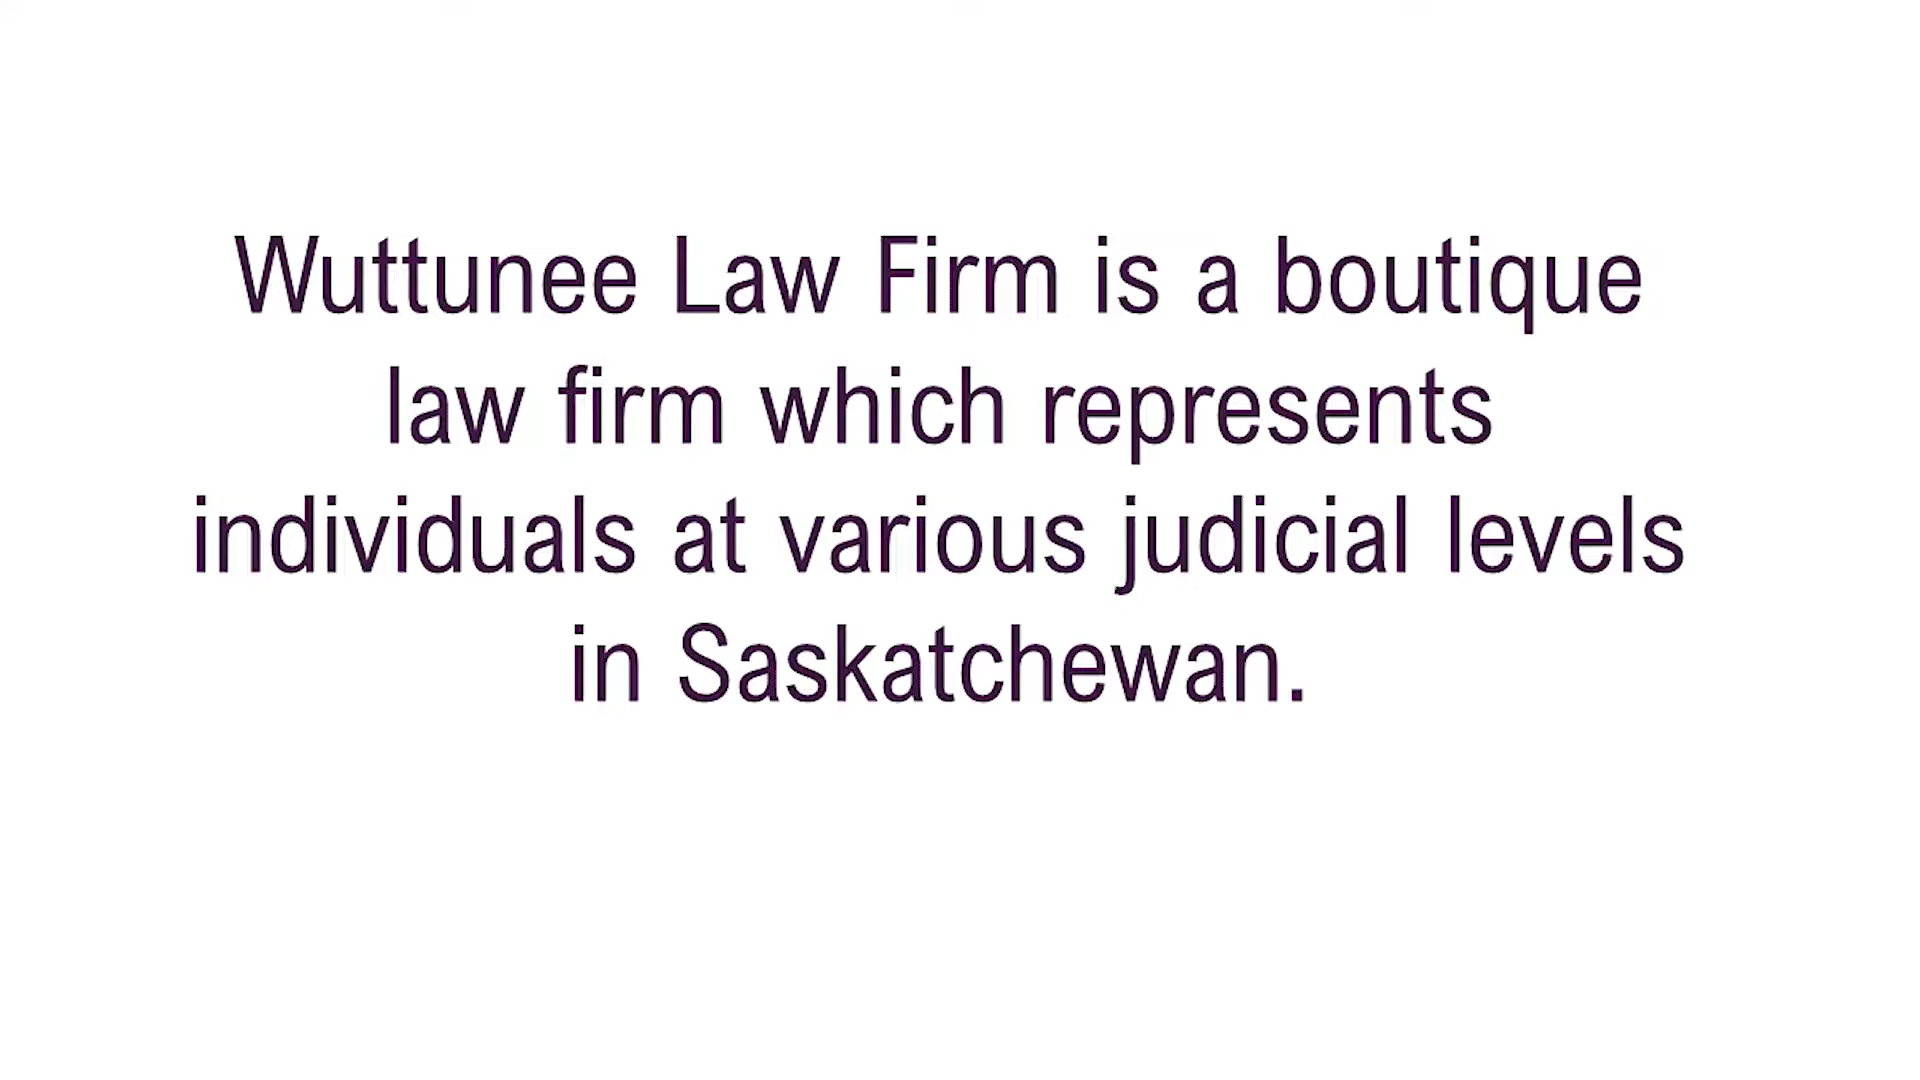 Wuttunee Law Firm is a boutique
law firm which represents
individuals at various judicial levels
in Saskatchewan.